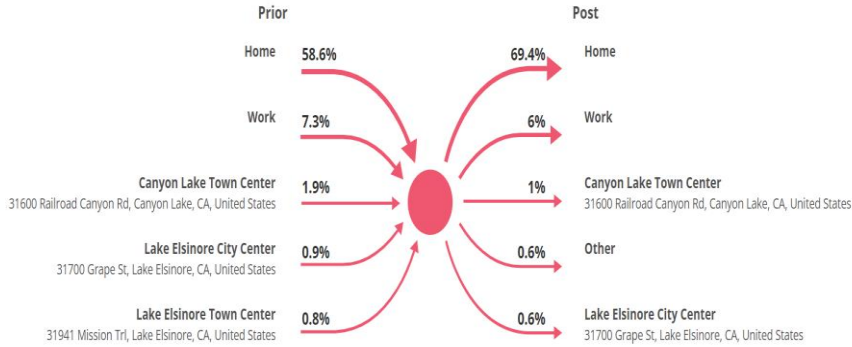 Prior
Post
Home
58.6%
69.4%
Home
Work
7.3%
6%
Work
Canyon Lake Town Center
31600 Railroad Canyon Rd, Canyon Lake, CA, United States
1.9%
1%
Canyon Lake Town Center
31600 Railroad Canyon Rd, Canyon Lake, CA, United States
Lake Elsinore City Center
31700 Grape St, Lake Elsinore, CA, United States
0.9%
0.6%
Other
Lake Elsinore Town Center
31941 Mission Trl, Lake Elsinore, CA, United States
0.8%
0.6%
Lake Elsinore City Center
31700 Grape St, Lake Elsinore, CA, United States